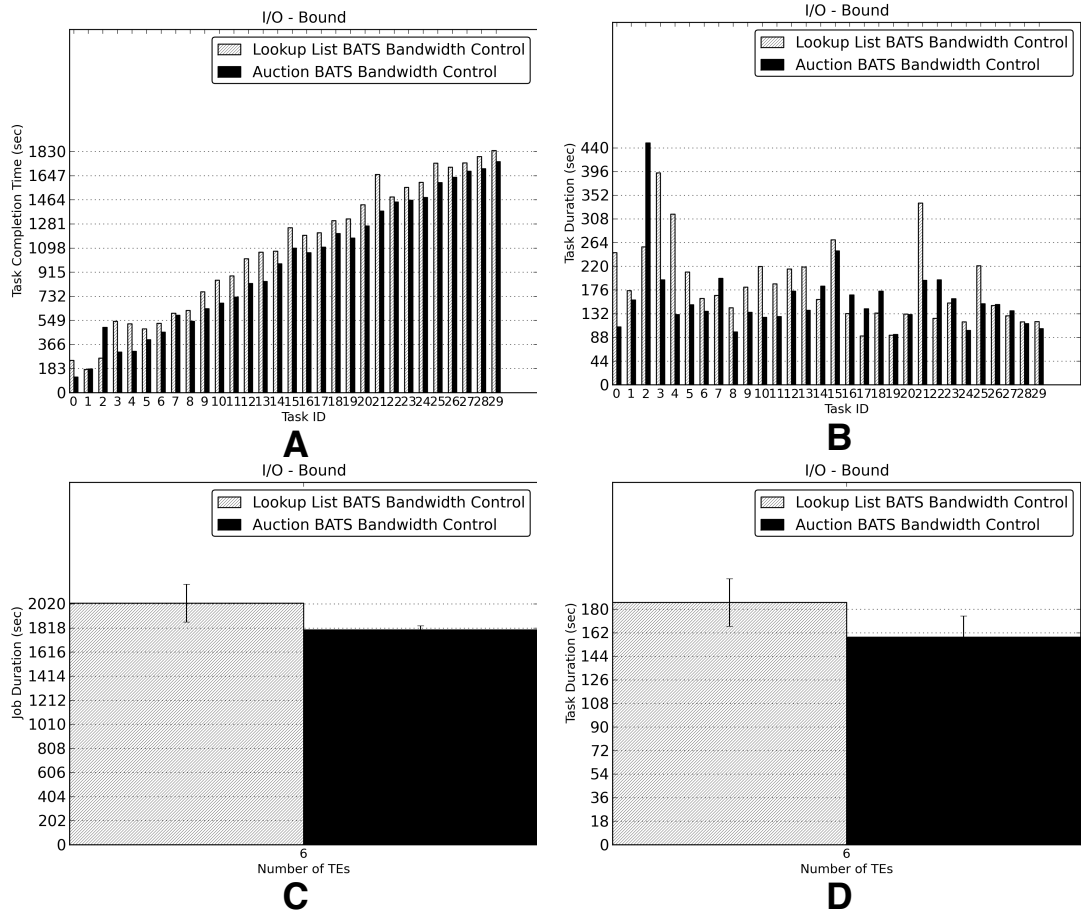 I/O - Bound
Lookup List BATS Bandwidth Control
Auction BATS Bandwidth Control
Task Completion Time (sec)
1830
1647
1464
1281
1098
915
732
549
366
183
0
0 1 2 3 4 5 6 7 8 9 10 11 12 13 14 15 16 17 18 19 20 21 22 23 24 25 26 27 28 29
Task ID
A
I/O - Bound
Lookup List BATS Bandwidth Control
Auction BATS Bandwidth Control
Task Duration (sec)
440
396
352
308
264
220
176
132
88
44
0
0 1 2 3 4 5 6 7 8 9 10 11 12 13 14 15 16 17 18 19 20 21 22 23 24 25 26 27 28 29
Task ID
B
I/O - Bound
Lookup List BATS Bandwidth Control
Auction BATS Bandwidth Control
Job Duration (sec)
2020
1818
1616
1414
1212
1010
808
606
404
202
0
6
Number of TEs
C
I/O - Bound
Lookup List BATS Bandwidth Control
Auction BATS Bandwidth Control
Task Duration (sec)
180
162
144
126
108
90
72
54
36
18
0
6
Number of TEs
D